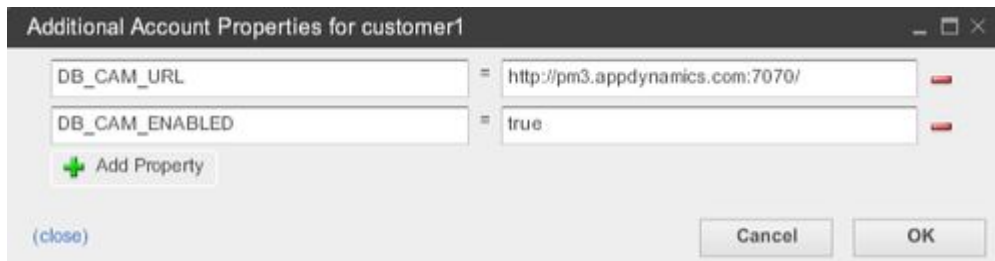 Additional Account Properties for customer1
DB_CAM_URL = http://pm3.appdynamics.com:7070/
DB_CAM_ENABLED = true
Add Property
(close) Cancel OK